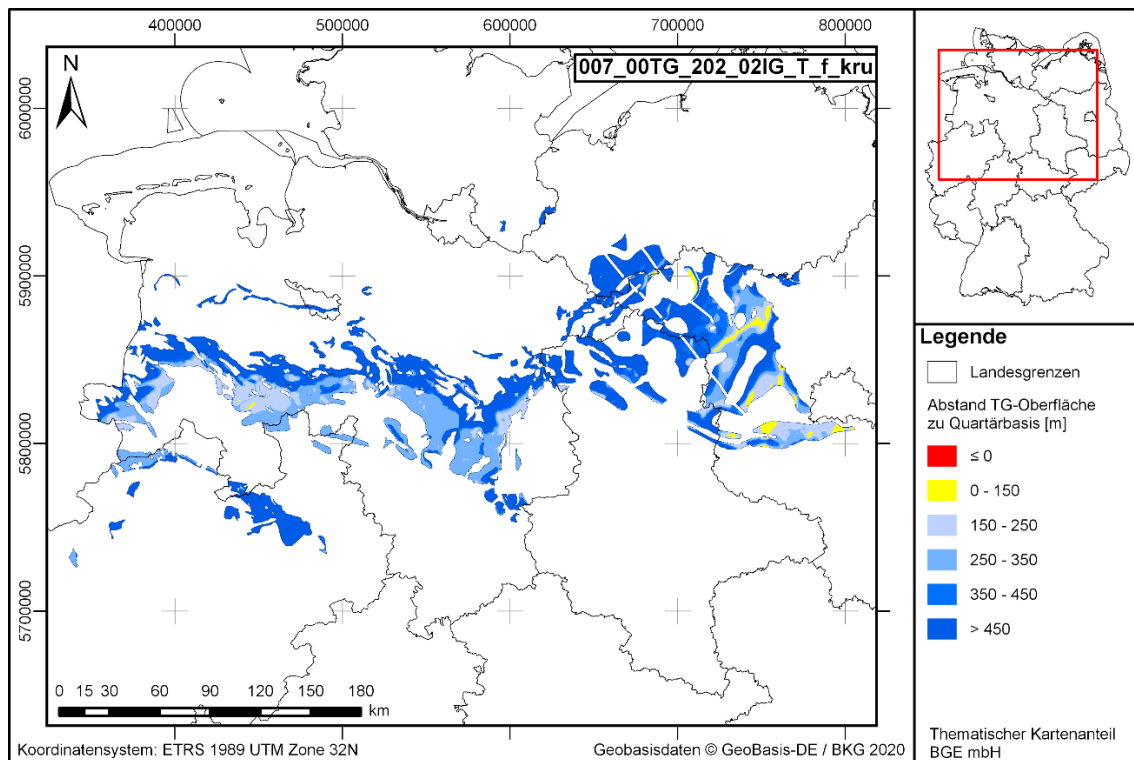 400000
500000
600000
700000
800000
N
007_00TG_202_02IG_T_f_kru
6000000
5900000
5800000
5700000
0 15 30 60 90 120 150 180
km
Koordinatensystem: ETRS 1989 UTM Zone 32N
Geobasisdaten © GeoBasis-DE / BKG 2020
Legende
Landesgrenzen
Abstand TG-Oberfläche
zu Quartärbasis [m]
≤ 0
0 - 150
150 - 250
250 - 350
350 - 450
> 450
Thematischer Kartenanteil
BGE mbH